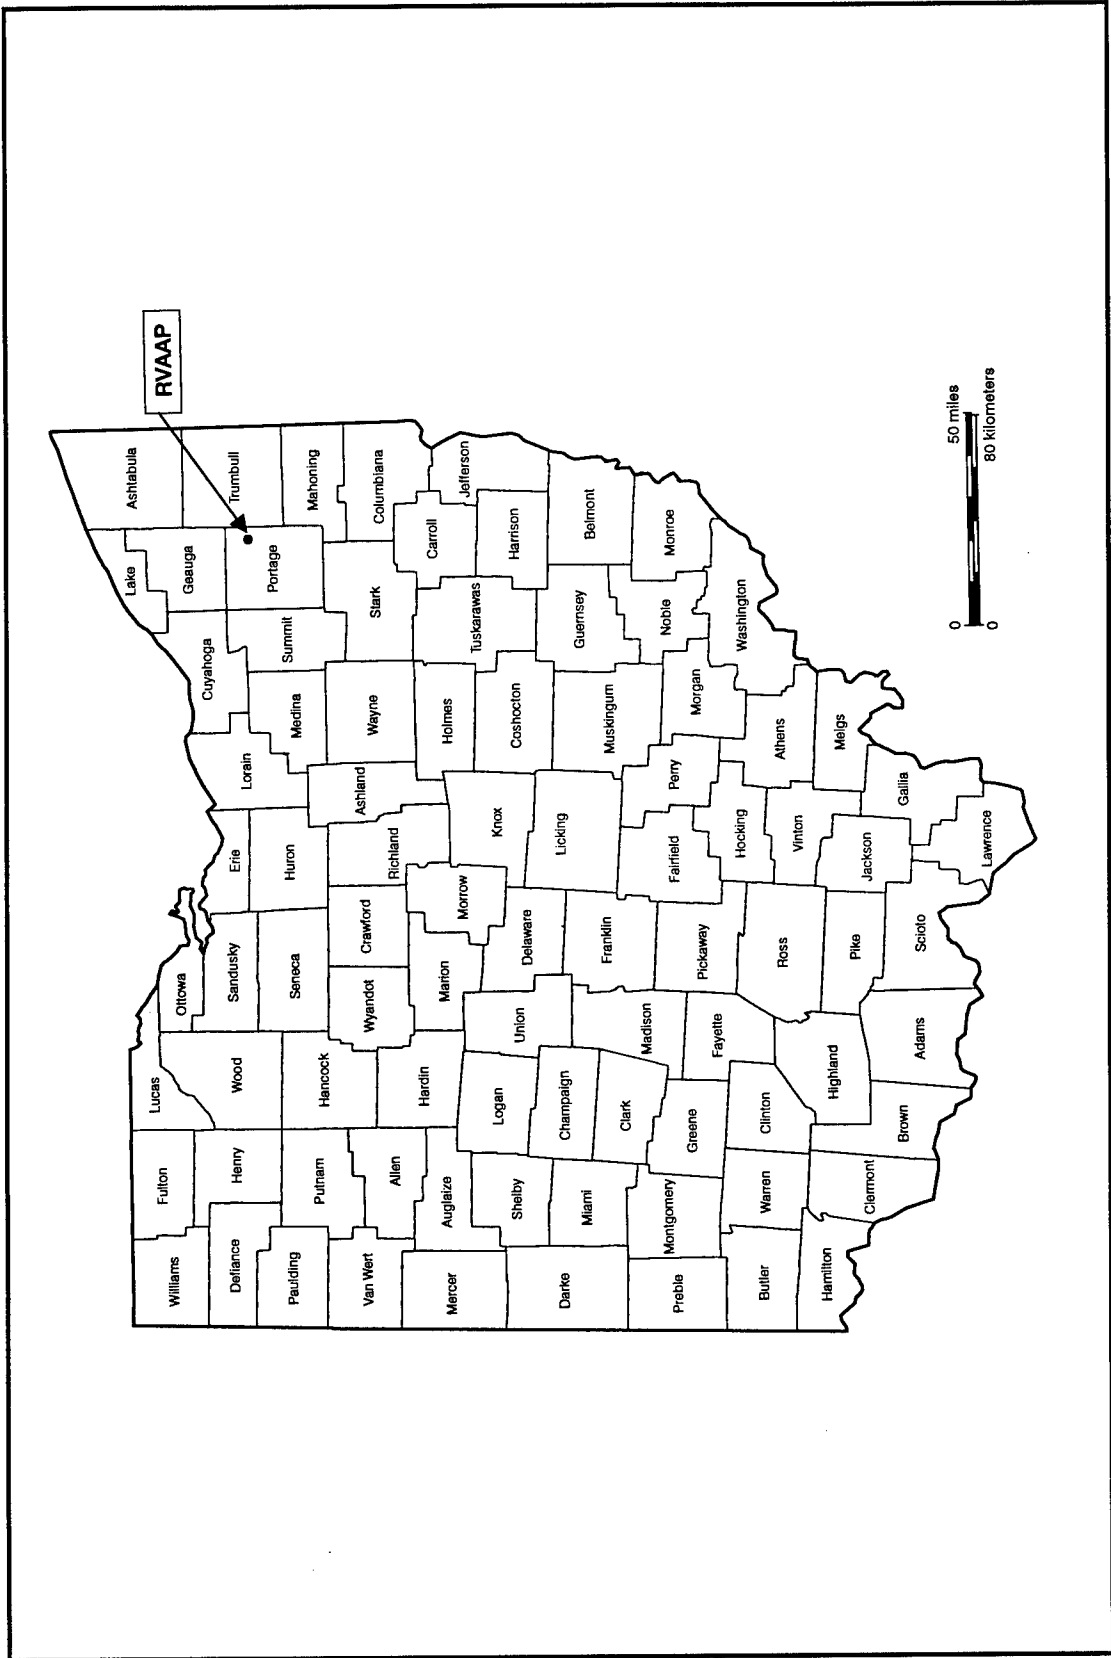 RVAAP
Ashtabula
Lake
Geauga
Trumbull
Cuyahoga
Portage
Mahoning
Summit
Columbiana
Lorain
Medina
Stark
Erie
Huron
Ashland
Wayne
Carroll
Jefferson
Ottowa
Sandusky
Seneca
Crawford
Richland
Holmes
Tuskarawas
Harrison
Lucas
Wood
Hancock
Wyandot
Marion
Morrow
Knox
Coshocton
Guernsey
Belmont
Fulton
Henry
Putnam
Allen
Hardin
Union
Delaware
Licking
Muskingum
Noble
Monroe
Williams
Defiance
Paulding
Van Wert
Auglaize
Logan
Champaign
Franklin
Fairfield
Perry
Morgan
Washington
Mercer
Shelby
Miami
Clark
Madison
Pickaway
Hocking
Athens
Darke
Montgomery
Greene
Fayette
Ross
Vinton
Meigs
Preble
Warren
Clinton
Highland
Pike
Jackson
Gallia
Butler
Hamilton
Clermont
Brown
Adams
Scioto
Lawrence
0
50 miles
0
80 kilometers